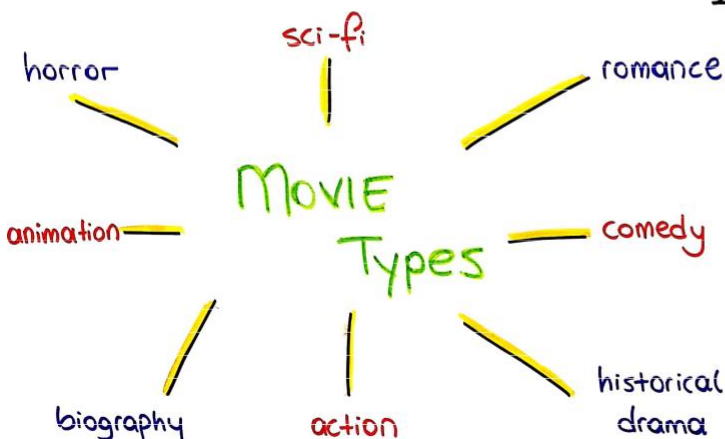 sci-fi
horror
romance
MOVIE
Types
animation
comedy
biography
action
historical
drama